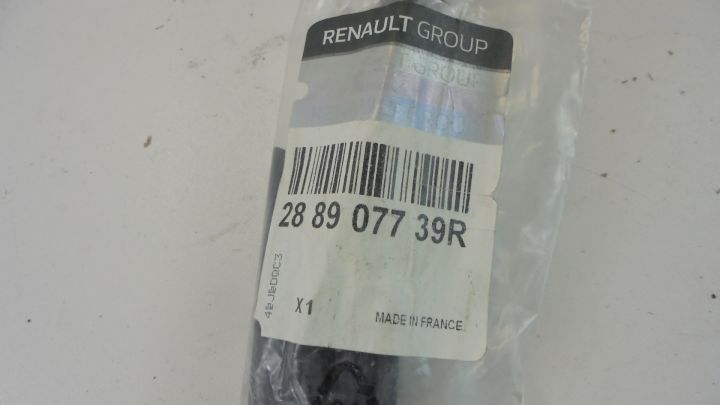 RENAULT GROUP
T GROUP
28 89 077 39R
X1
MADE IN FRANCE